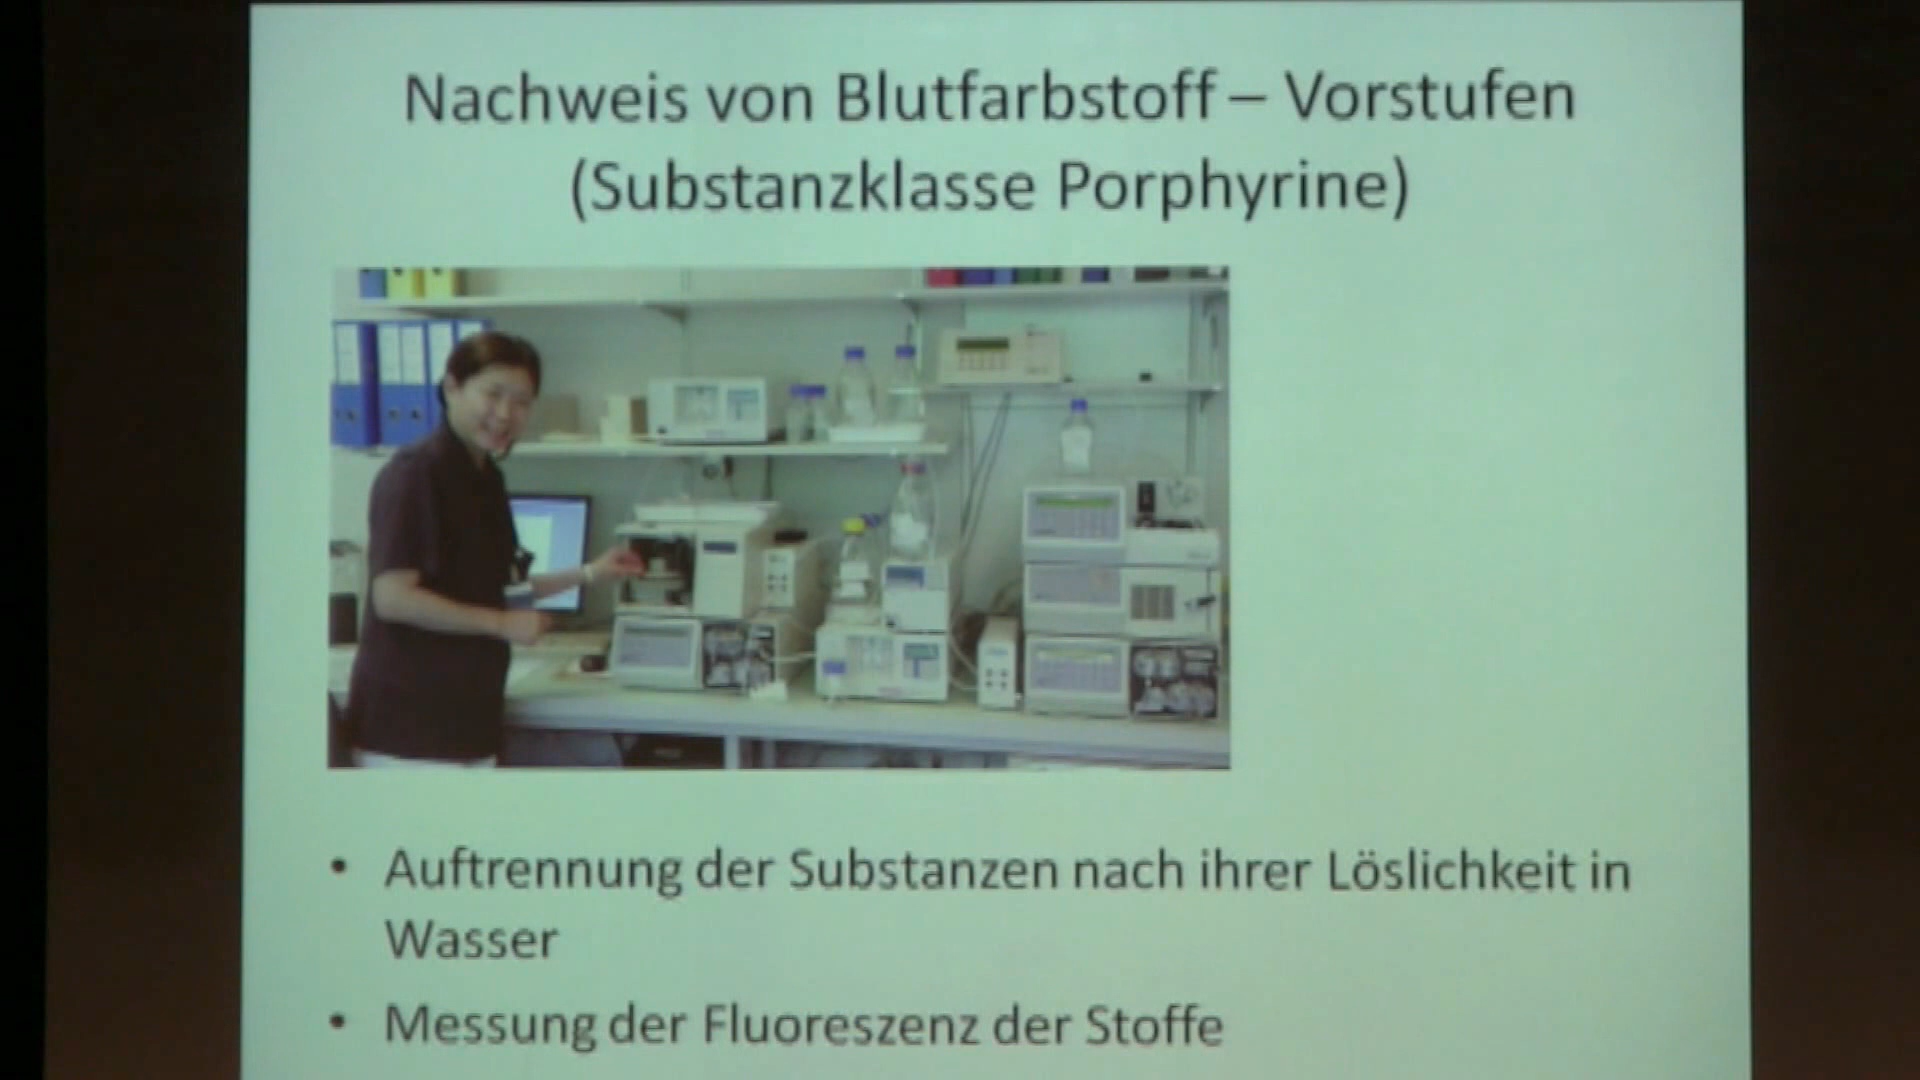 Nachweis von Blutfarbstoff – Vorstufen
(Substanzklasse Porphyrine)
• Auftrennung der Substanzen nach ihrer Löslichkeit in
Wasser
• Messung der Fluoreszenz der Stoffe